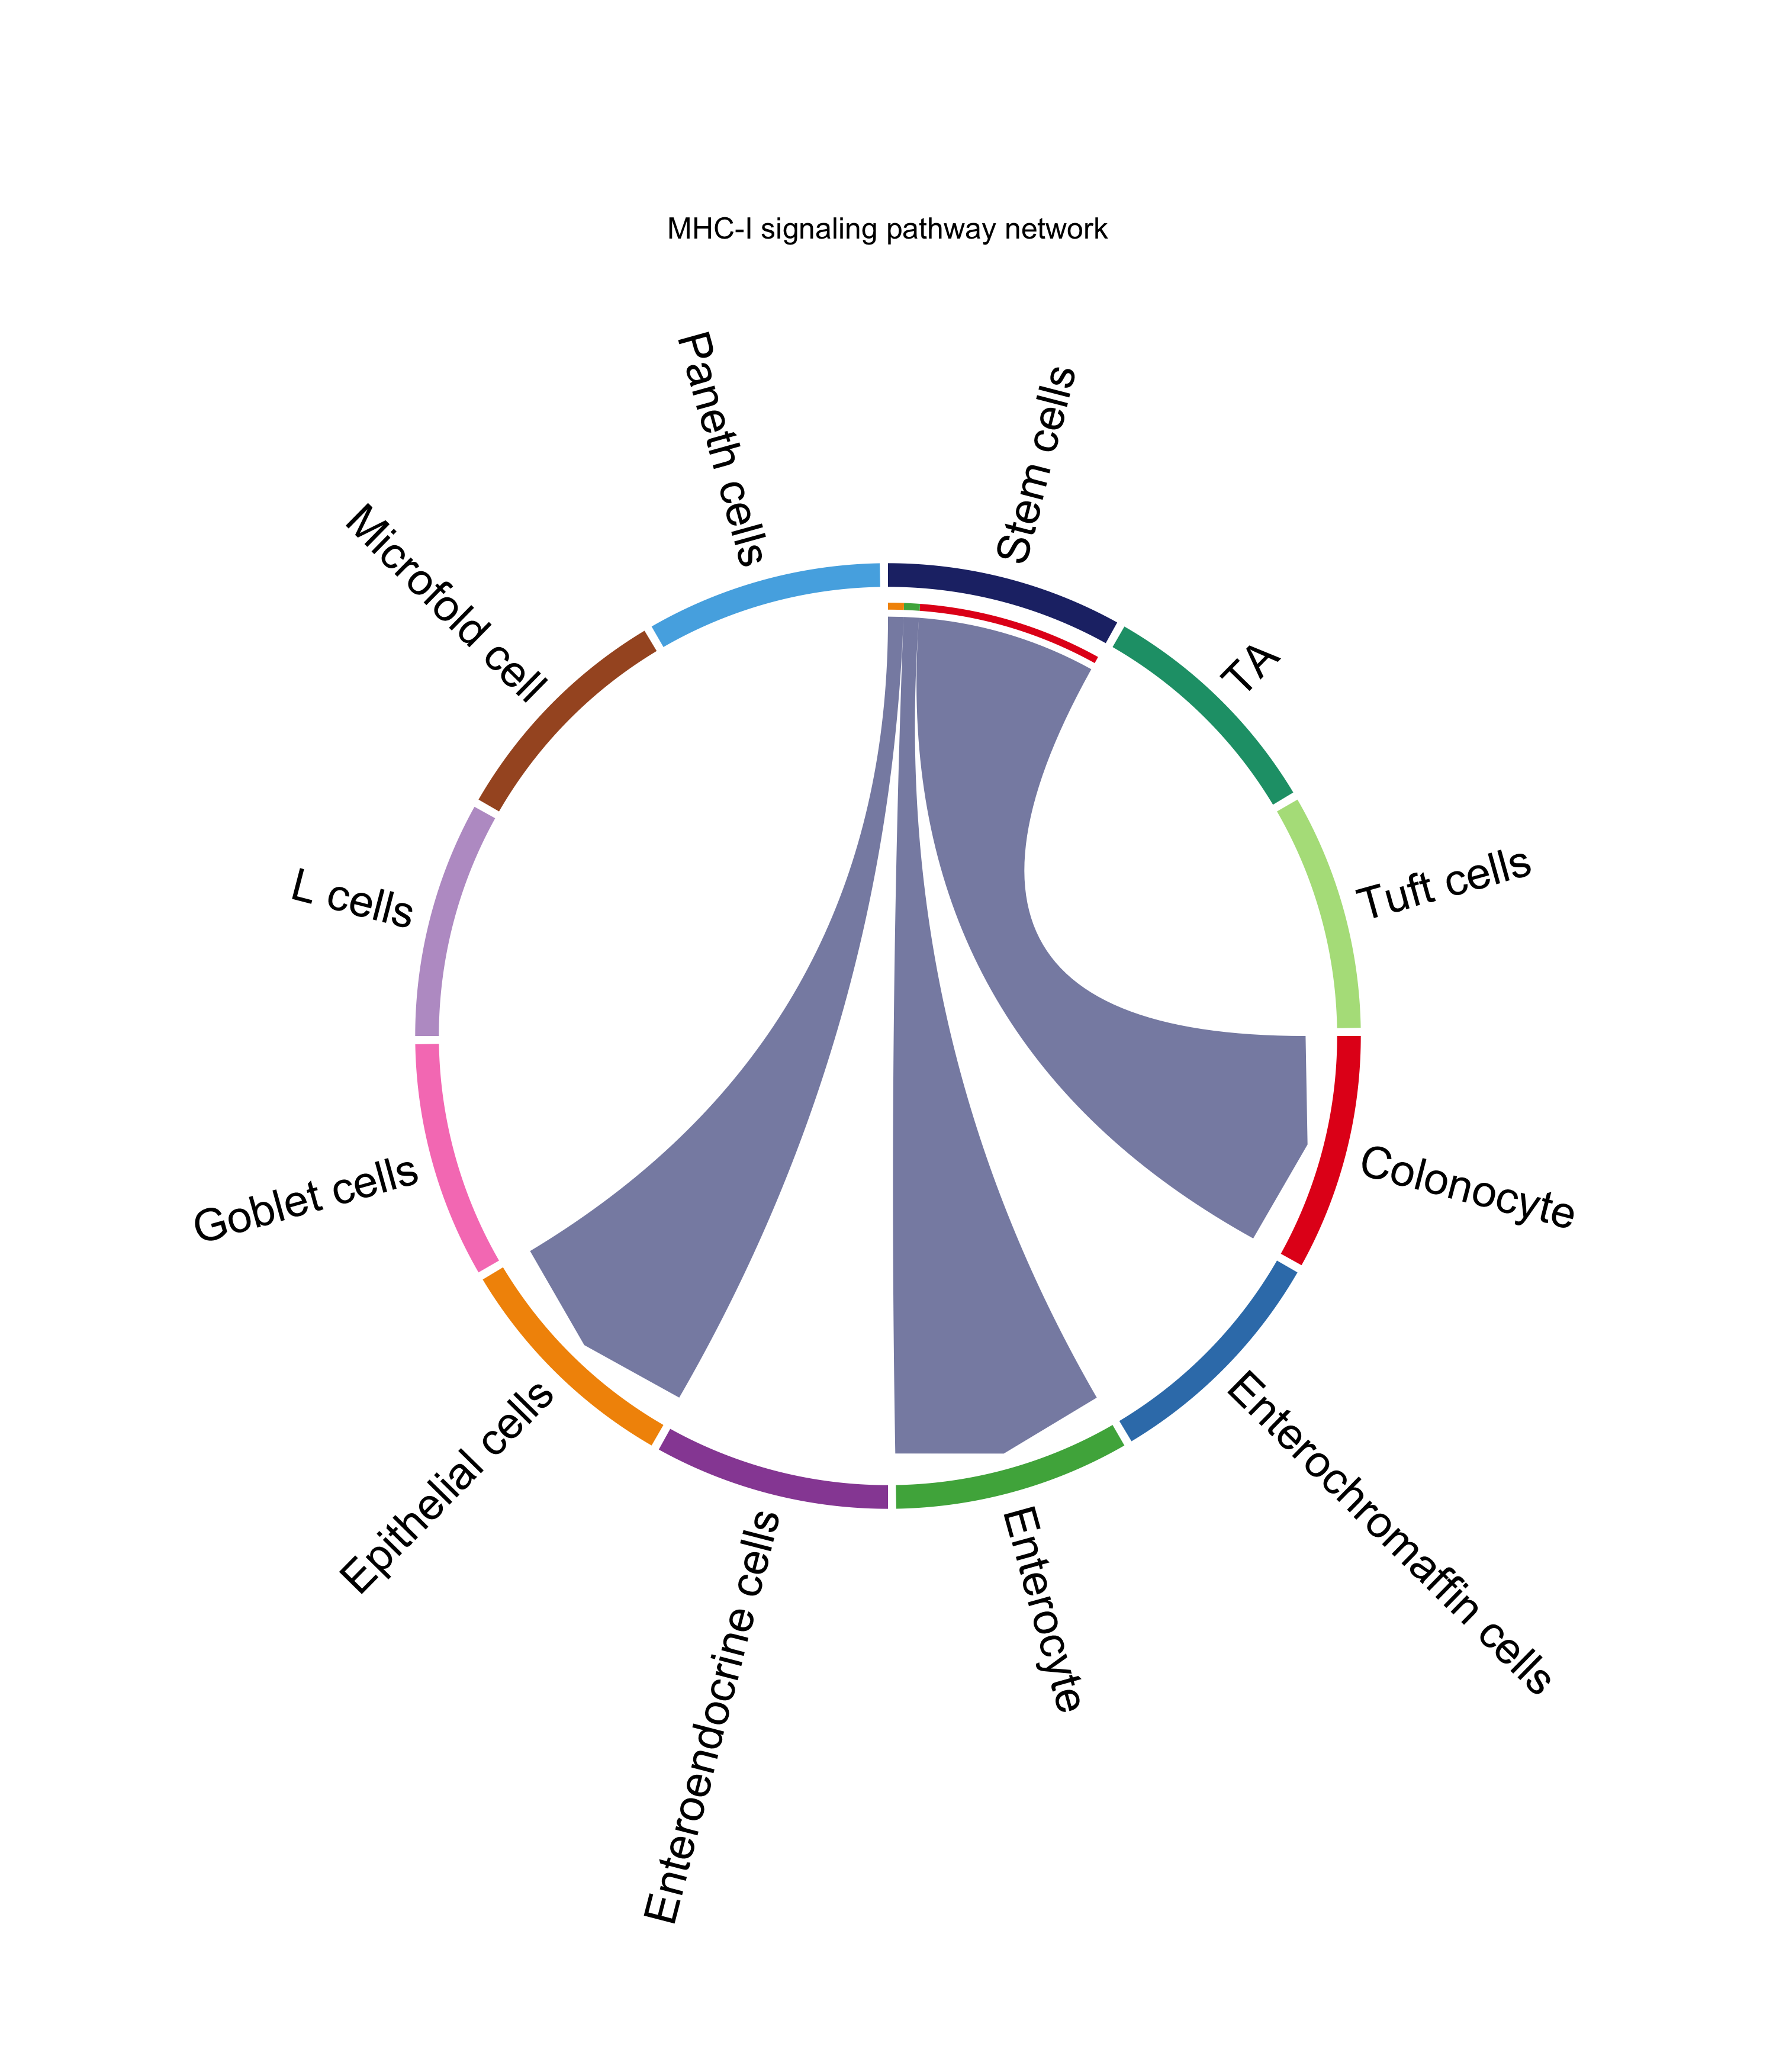 MHC-I signaling pathway network
Paneth cells
Stem cells
Microfold cell
TA
L cells
Tuft cells
Goblet cells
Colonocyte
Epithelial cells
Enterochromaffin cells
Enteroendocrine cells
Enterocyte